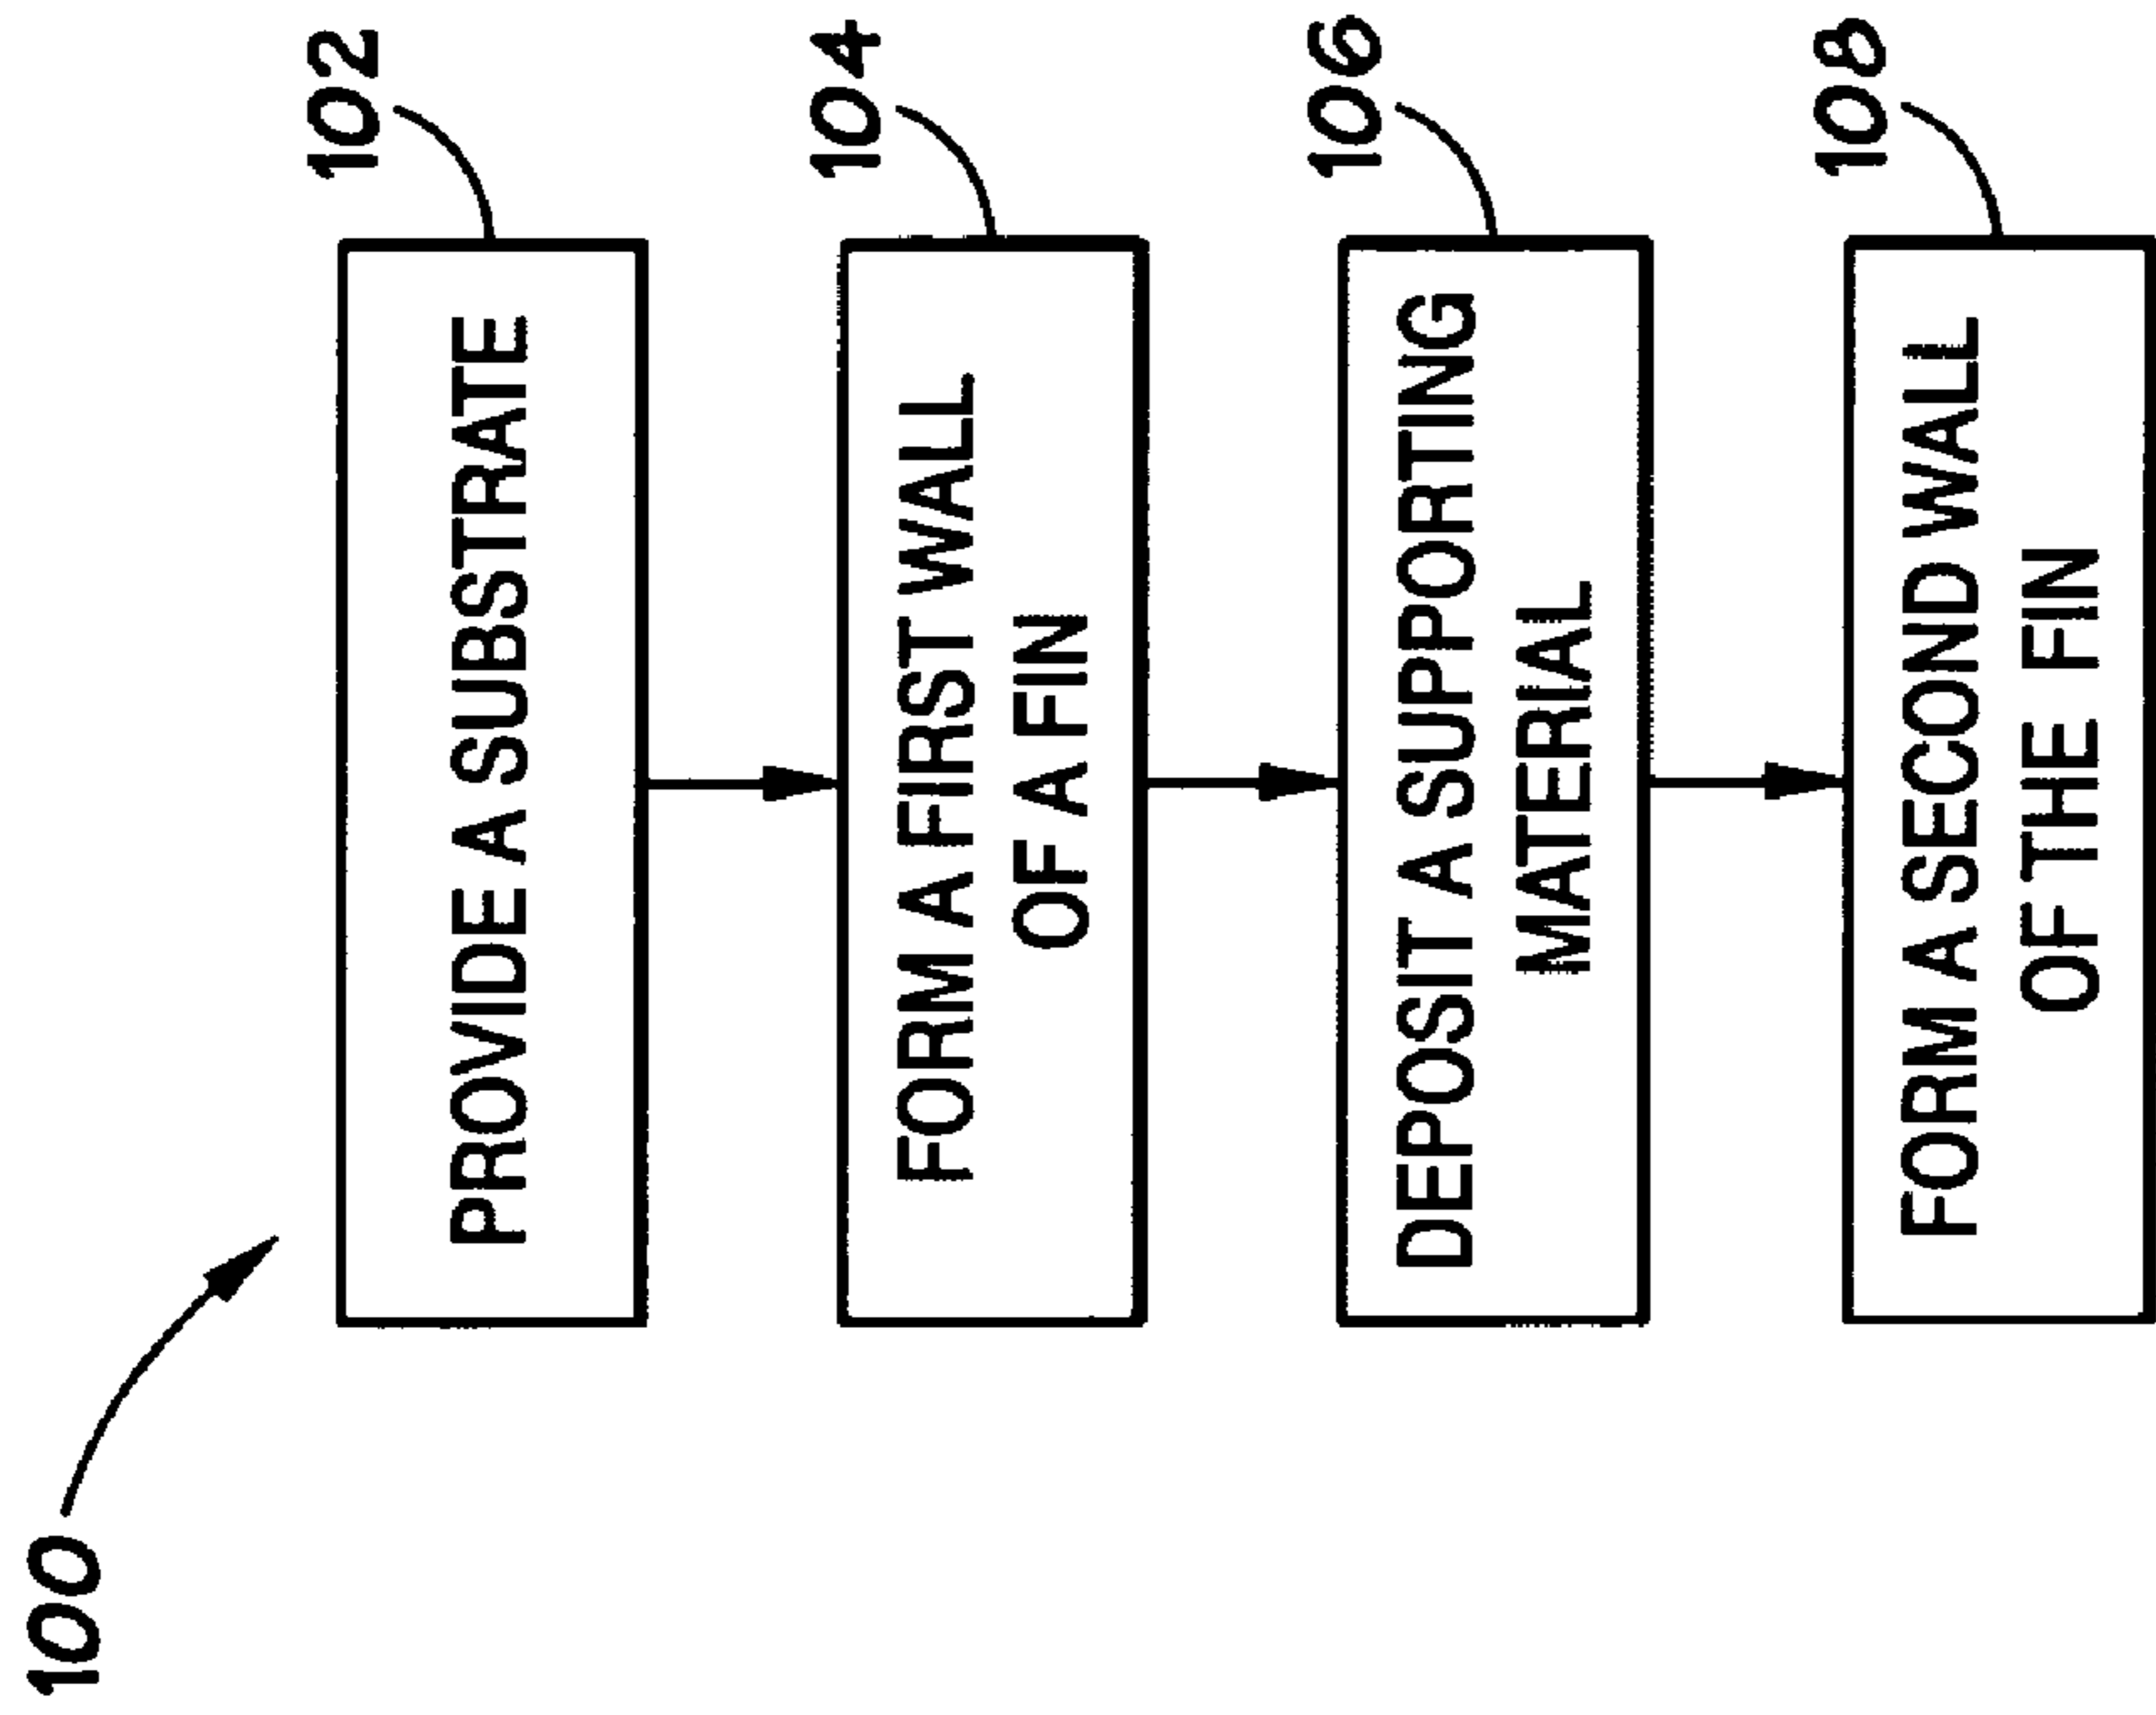 100
102
PROVIDE A SUBSTRATE
104
FORM A FIRST WALL
OF A FIN
106
DEPOSIT A SUPPORTING
MATERIAL
108
FORM A SECOND WALL
OF THE FIN